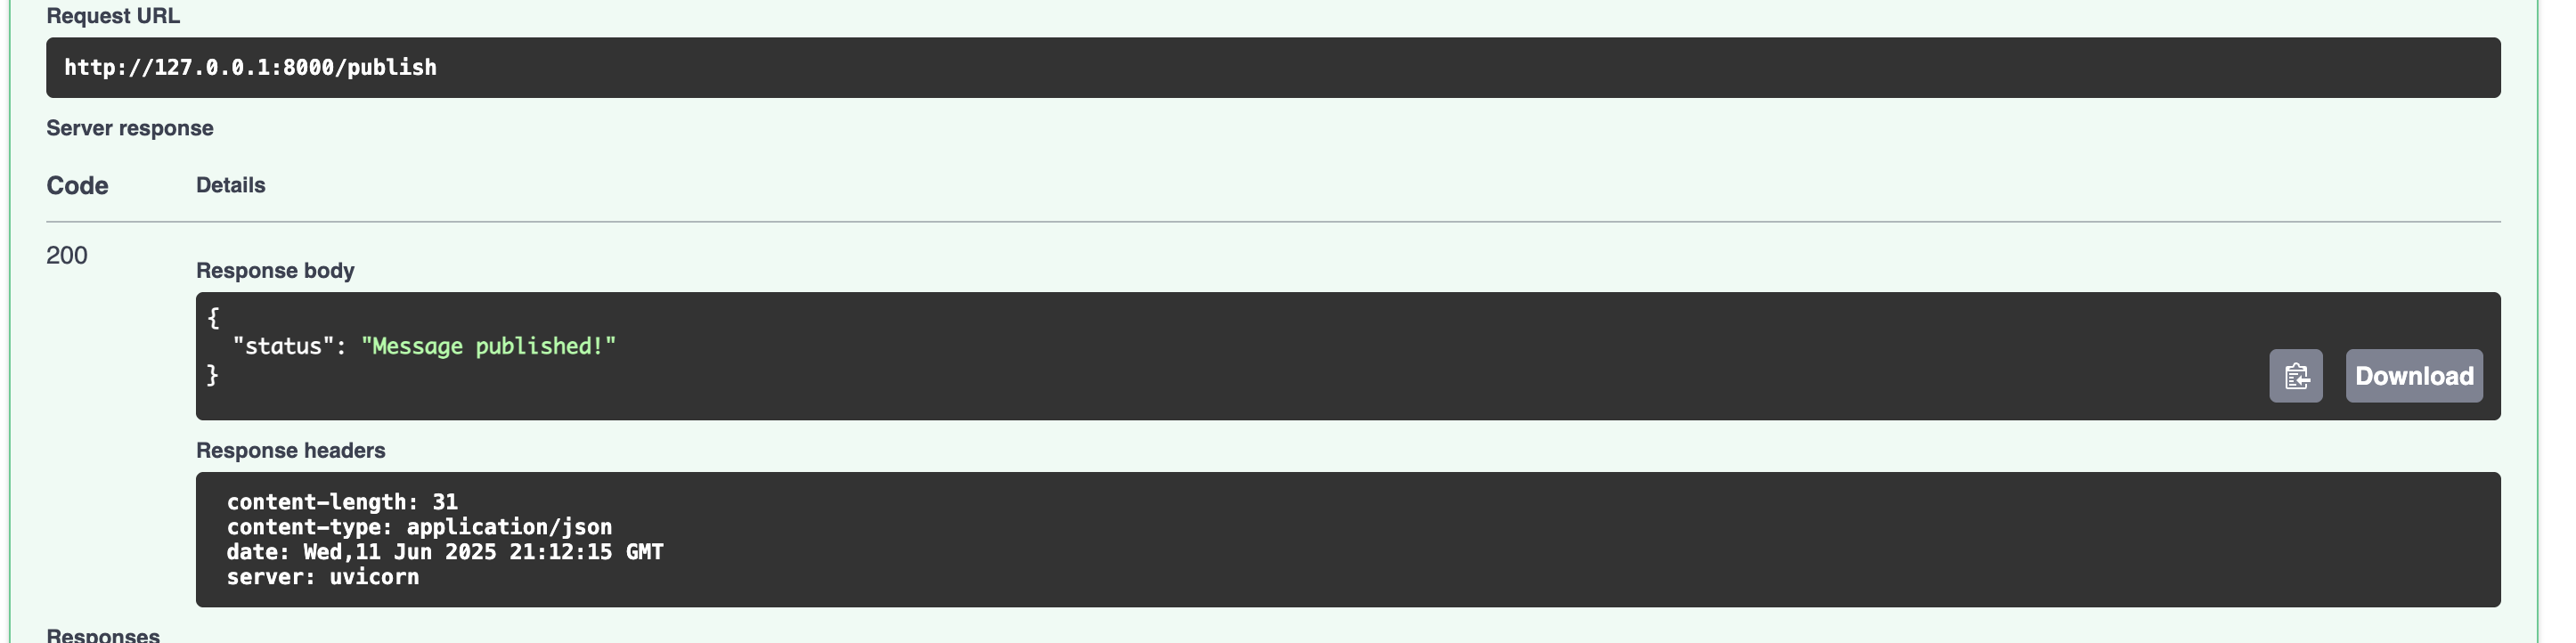 Request URL
http://127.0.0.1:8000/publish
Server response
Code Details
200
Response body
{
"status": "Message published!"
}
Download
Response headers
content-length: 31
content-type: application/json
date: Wed,11 Jun 2025 21:12:15 GMT
server: uvicorn
Responses